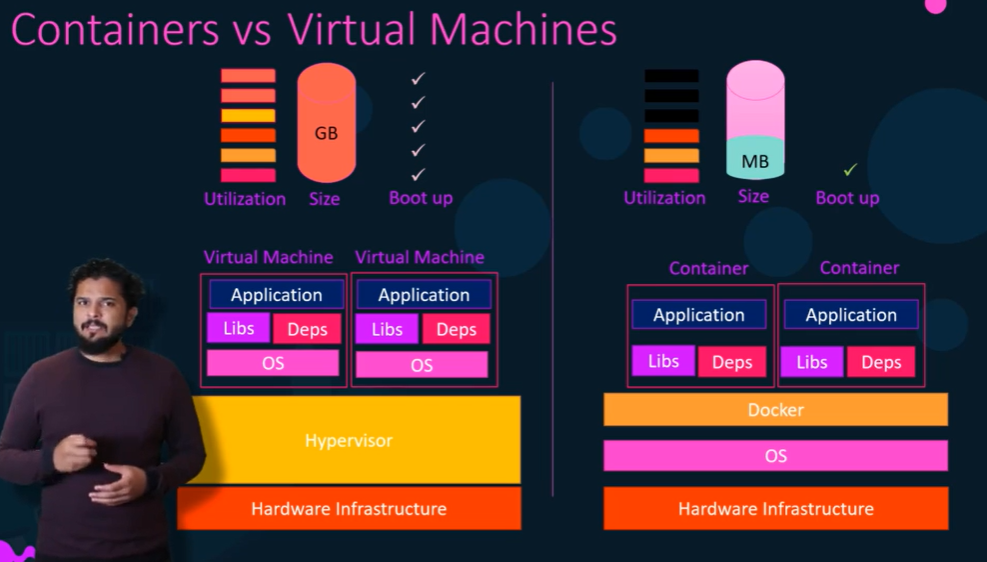 Containers vs Virtual Machines
GB
Utilization Size Boot up
Virtual Machine Virtual Machine
Application Application
Libs Deps Libs Deps
OS OS
Hypervisor
Hardware Infrastructure
MB
Utilization Size Boot up
Container Container
Application Application
Libs Deps Libs Deps
Docker
OS
Hardware Infrastructure